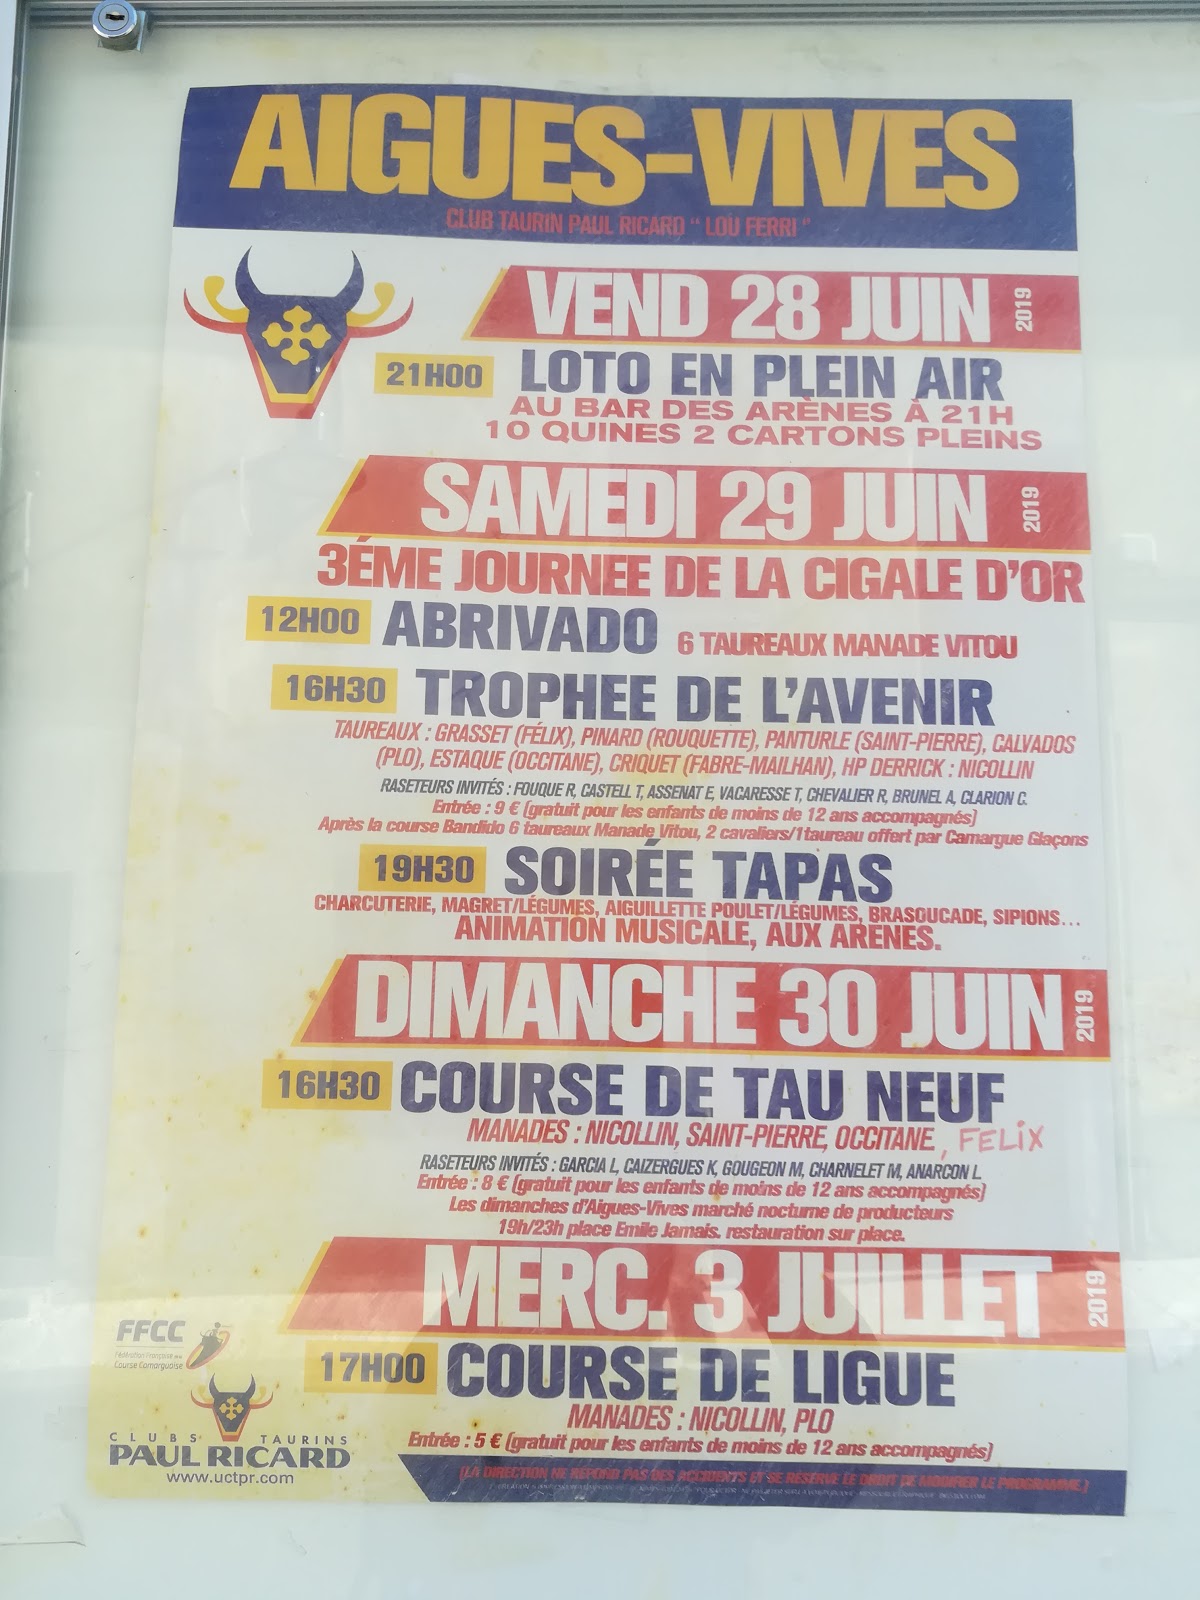 AIGUES-VIVES
CLUB TAURIN PAUL RICARD " LOU FERRI "
VEND 28 JUIN 2019
21H00 LOTO EN PLEIN AIR
AU BAR DES ARÈNES À 21H
10 QUINES 2 CARTONS PLEINS
SAMEDI 29 JUIN 2019
3ÉME JOURNEE DE LA CIGALE D'OR
12H00 ABRIVADO 6 TAUREAUX MANADE VITOU
16H30 TROPHEE DE L'AVENIR
TAUREAUX : GRASSET (FÉLIX), PINARD (ROUQUETTE), PANTURLE (SAINT-PIERRE), CALVADOS
(PLO), ESTAQUE (OCCITANE), CRIQUET (FABRE-MAILHAN), HP DERRICK : NICOLLIN
RASETEURS INVITÉS : FOUQUE R, CASTELL T, ASSENAT E, VACARESSE T, CHEVALIER R, BRUNEL A, CLARION C.
Entrée : 9 € (gratuit pour les enfants de moins de 12 ans accompagnés)
Après la course Bandido 6 taureaux Manade Vitou, 2 cavaliers/1taureau offert par Camargue Glaçons
19H30 SOIRÉE TAPAS
CHARCUTERIE, MAGRET/LÉGUMES, AIGUILLETTE POULET/LÉGUMES, BRASOUCADE, SIPIONS...
ANIMATION MUSICALE, AUX ARÈNES.
DIMANCHE 30 JUIN 2019
16H30 COURSE DE TAU NEUF
MANADES : NICOLLIN, SAINT-PIERRE, OCCITANE , FELIX
RASETEURS INVITÉS : GARCIA L, CAIZERGUES K, GOUGEON M, CHARNELET M, ANARCON L.
Entrée : 8 € (gratuit pour les enfants de moins de 12 ans accompagnés)
Les dimanches d'Aigues-Vives marché nocturne de producteurs
19h/23h place Emile Jamais. restauration sur place.
MERC. 3 JUILLET 2019
17H00 COURSE DE LIGUE
MANADES : NICOLLIN, PLO
Entrée : 5 € (gratuit pour les enfants de moins de 12 ans accompagnés)
FFCC
Fédération Française de la
Course Camarguaise
CLUBS TAURINS
PAUL RICARD
www.uctpr.com
(LA DIRECTION NE REPOND PAS DES ACCIDENTS ET SE RÉSERVE LE DROIT DE MODIFIER LE PROGRAMME.)